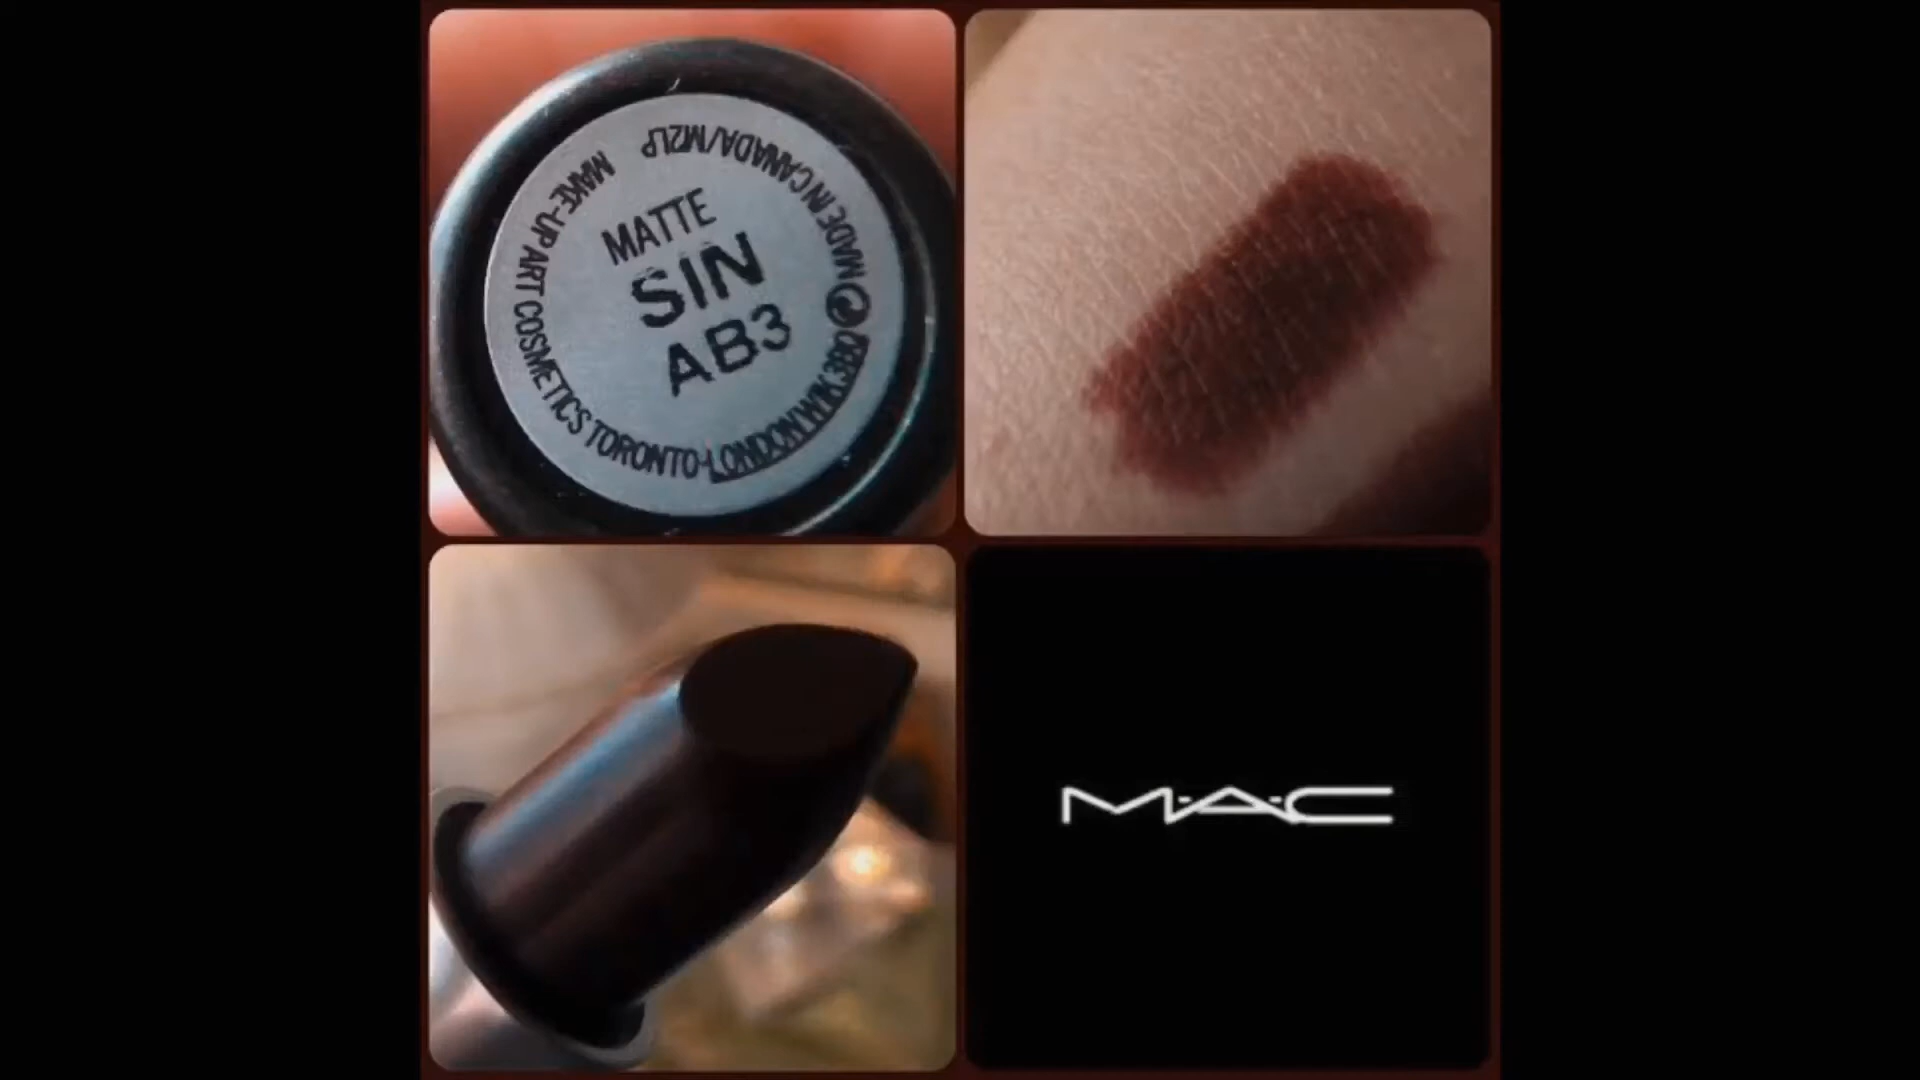 MATTE
SIN
AB3
MAKE-UP ART COSMETICS TORONTO-LONDON
MADE IN CANADA/M2LP
M·A·C